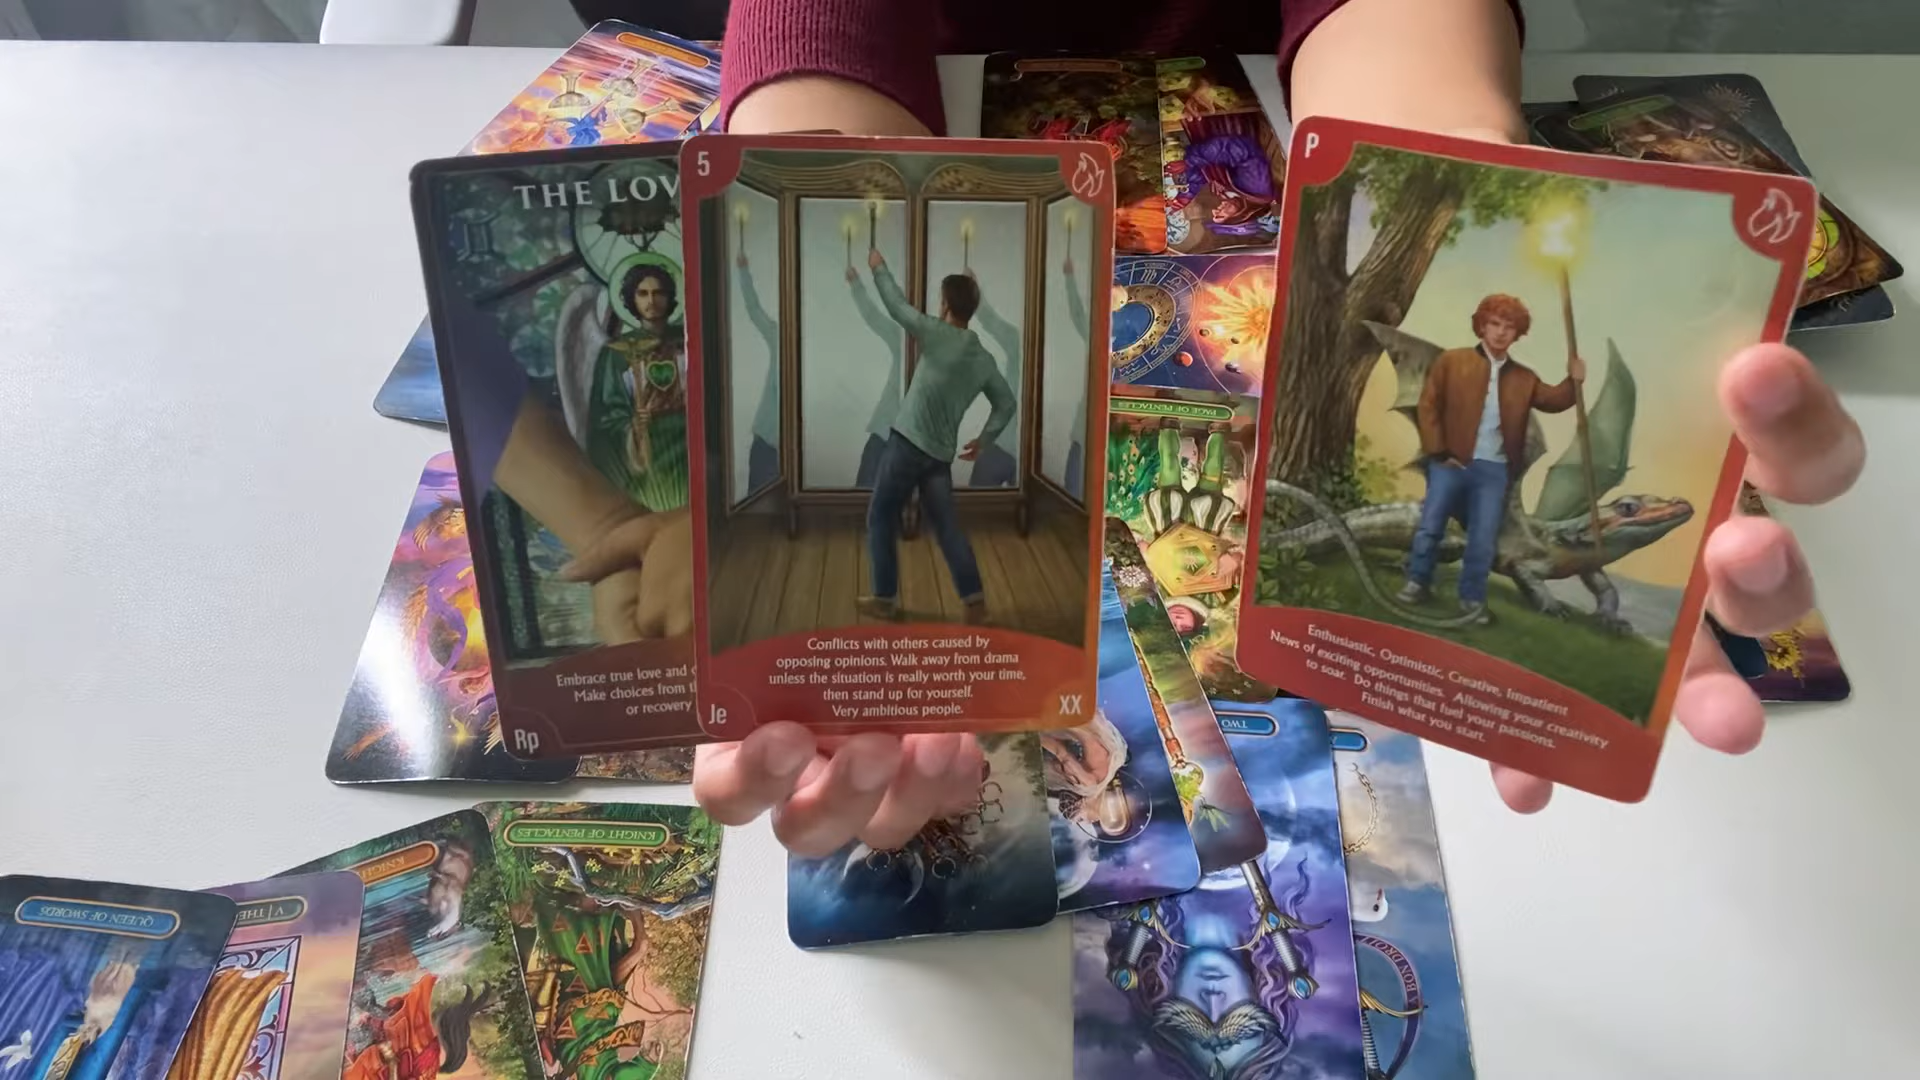 THE LOV
Embrace true love and
Make choices from t
or recovery
Rp
5
Conflicts with others caused by
opposing opinions. Walk away from drama
unless the situation is really worth your time,
then stand up for yourself.
Very ambitious people.
Je
XX
P
Enthusiastic, Optimistic, Creative, Impatient
News of exciting opportunities. Allowing your creativity
to soar. Do things that fuel your passions.
Finish what you start.
PAGE OF PENTACLES
TWO
KNIGHT OF PENTACLES
KNIGHT
V | THE
QUEEN OF SWORDS